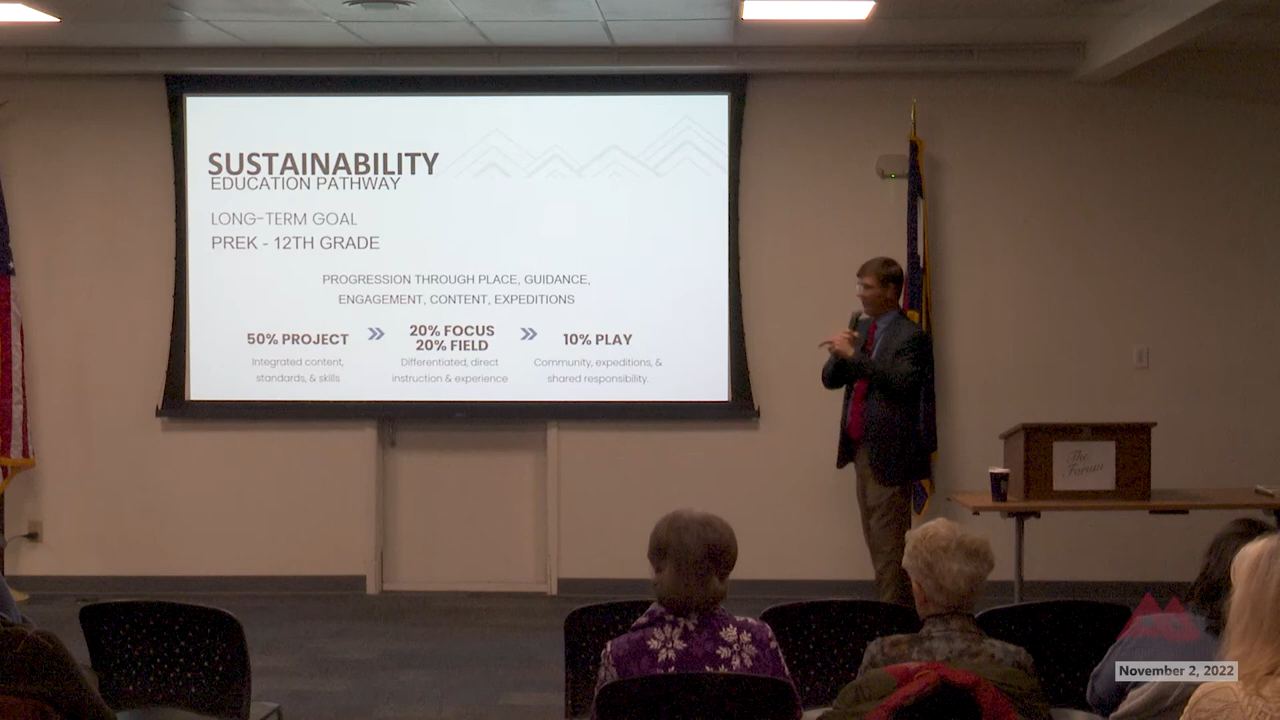 SUSTAINABILITY
EDUCATION PATHWAY
LONG-TERM GOAL
PREK - 12TH GRADE
PROGRESSION THROUGH PLACE, GUIDANCE,
ENGAGEMENT, CONTENT, EXPEDITIONS
50% PROJECT
Integrated content,
standards, & skills
20% FOCUS
20% FIELD
Differentiated, direct
instruction & experience
10% PLAY
Community, expeditions, &
shared responsibility.
The
Forum
November 2, 2022